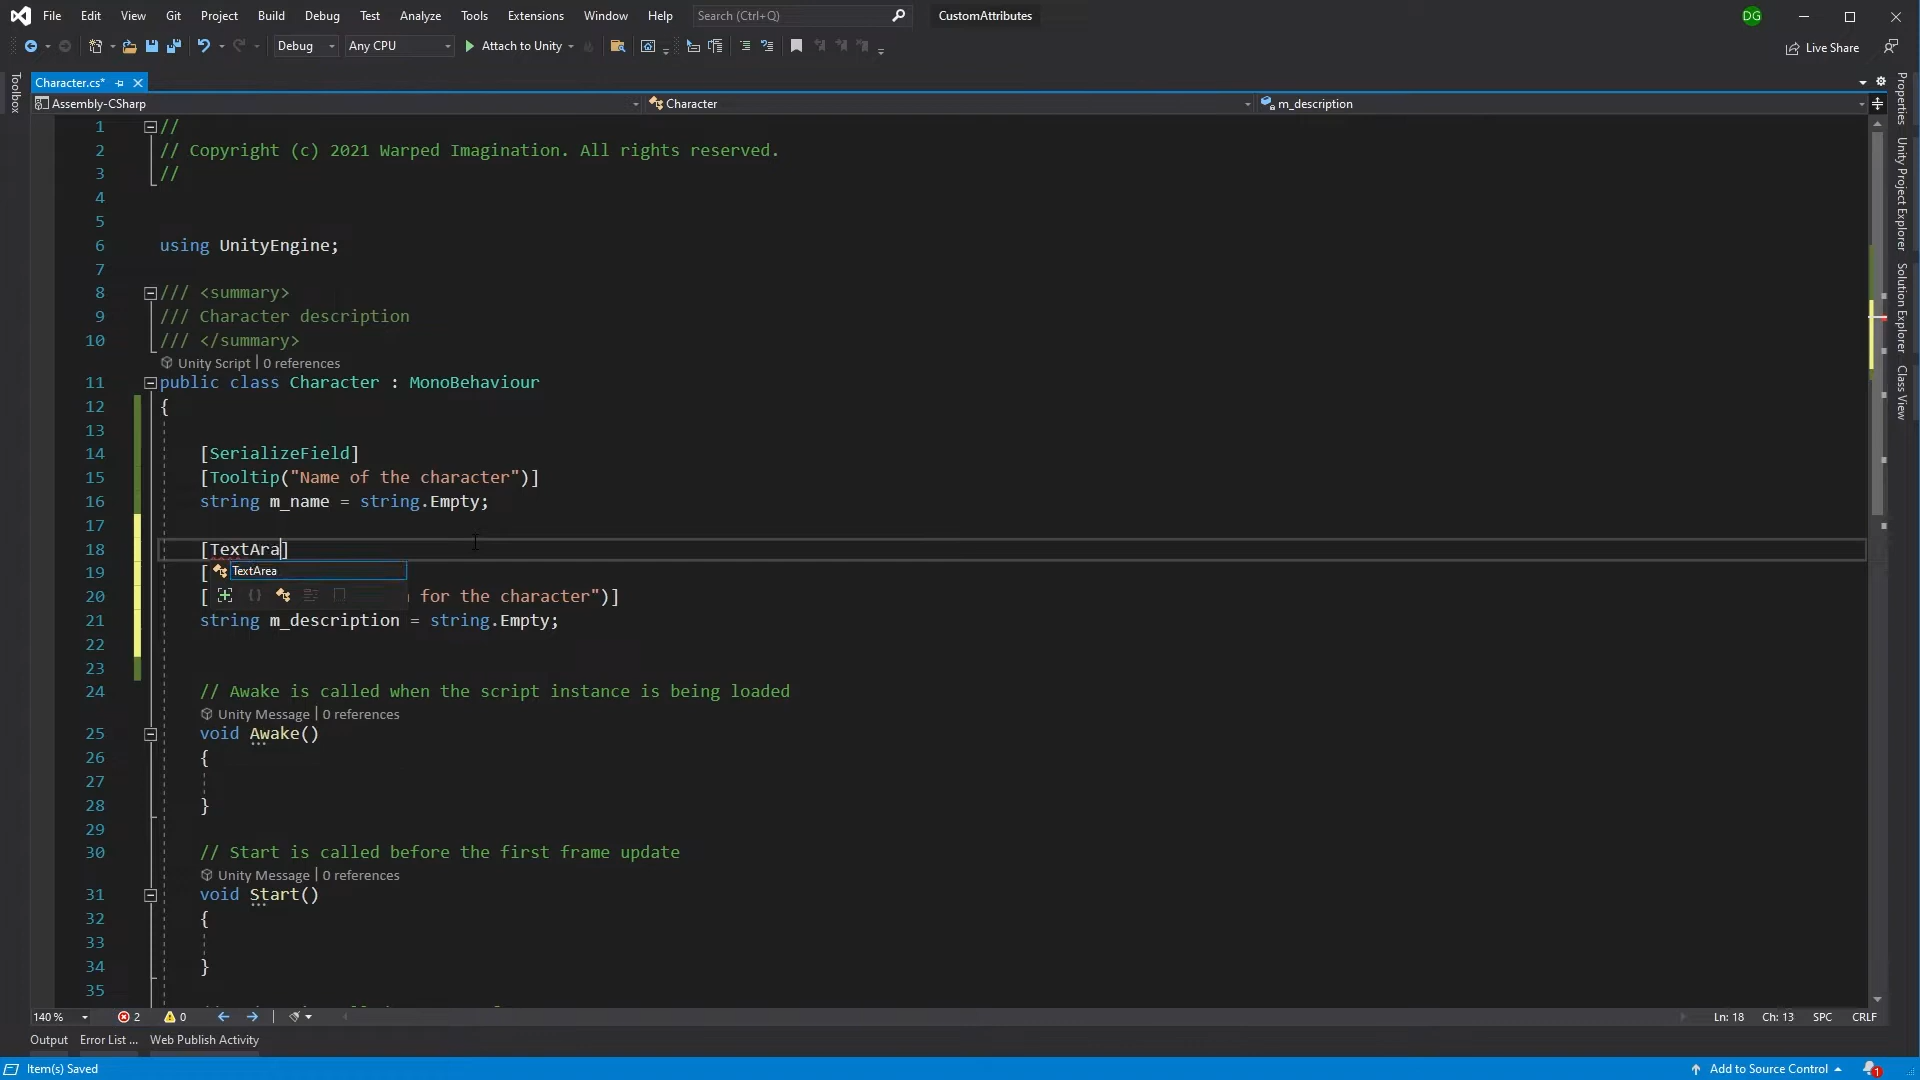 File Edit View Git Project Build Debug Test Analyze Tools Extensions Window Help Search (Ctrl+Q) CustomAttributes DG
Debug Any CPU Attach to Unity Live Share
Toolbox
Character.cs*
Assembly-CSharp Character m_description
1 //
2 // Copyright (c) 2021 Warped Imagination. All rights reserved.
3 //
4
5
6 using UnityEngine;
7
8 /// <summary>
9 /// Character description
10 /// </summary>
Unity Script | 0 references
11 public class Character : MonoBehaviour
12 {
13
14 [SerializeField]
15 [Tooltip("Name of the character")]
16 string m_name = string.Empty;
17
18 [TextAra]
19 [
TextArea
20 [ for the character")]
21 string m_description = string.Empty;
22
23
24 // Awake is called when the script instance is being loaded
Unity Message | 0 references
25 void Awake()
26 {
27
28 }
29
30 // Start is called before the first frame update
Unity Message | 0 references
31 void Start()
32 {
33
34 }
35
Properties
Unity Project Explorer
Solution Explorer
Class View
140 % 2 0 Ln: 18 Ch: 13 SPC CRLF
Output Error List ... Web Publish Activity
Item(s) Saved Add to Source Control 1